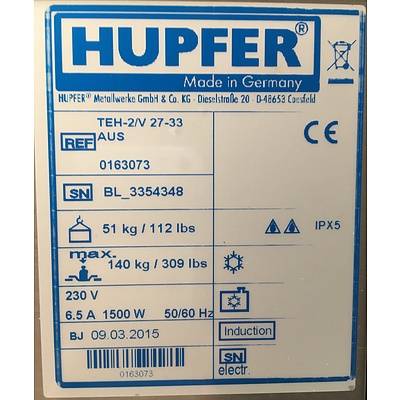 HUPFER®
Made in Germany
HUPFER® Metallwerke GmbH & Co. KG · Dieselstraße 20 · D-48653 Coesfeld
TEH-2/V 27-33
AUS
REF
0163073
SN BL_3354348
51 kg / 112 lbs
IPX5
max. 140 kg / 309 lbs
230 V
6.5 A 1500 W 50/60 Hz
BJ 09.03.2015
Induction
SN
electr.
0163073
CE